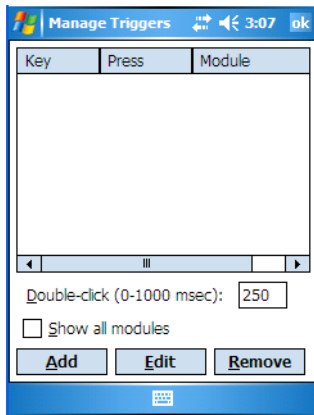 Manage Triggers 3:07 ok
Key Press Module
Double-click (0-1000 msec): 250
Show all modules
Add Edit Remove